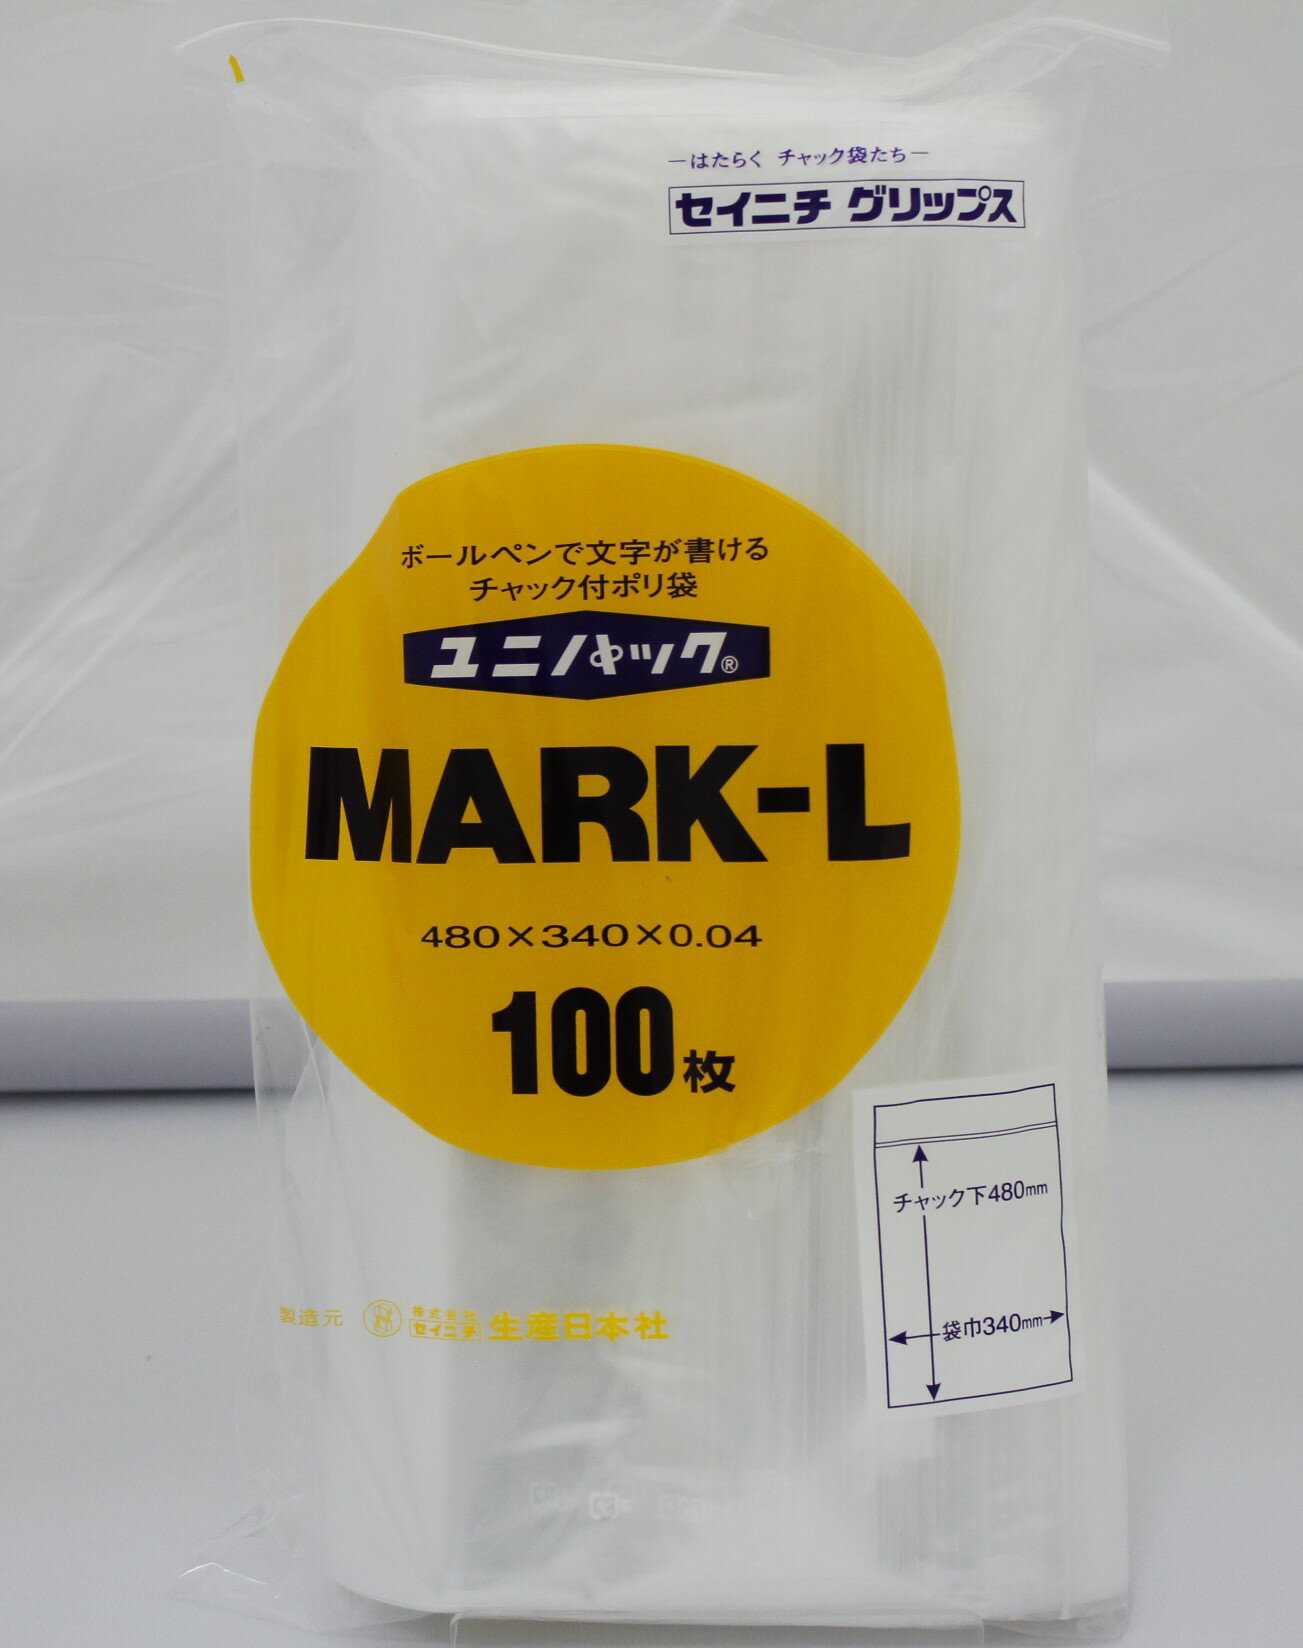 ーはたらく チャック袋たちー
セイニチ グリップス
ボールペンで文字が書ける
チャック付ポリ袋
ユニパック®
MARK-L
480×340×0.04
100枚
チャック下480mm
袋巾340mm
製造元 株式会社 セイニチ 生産日本社